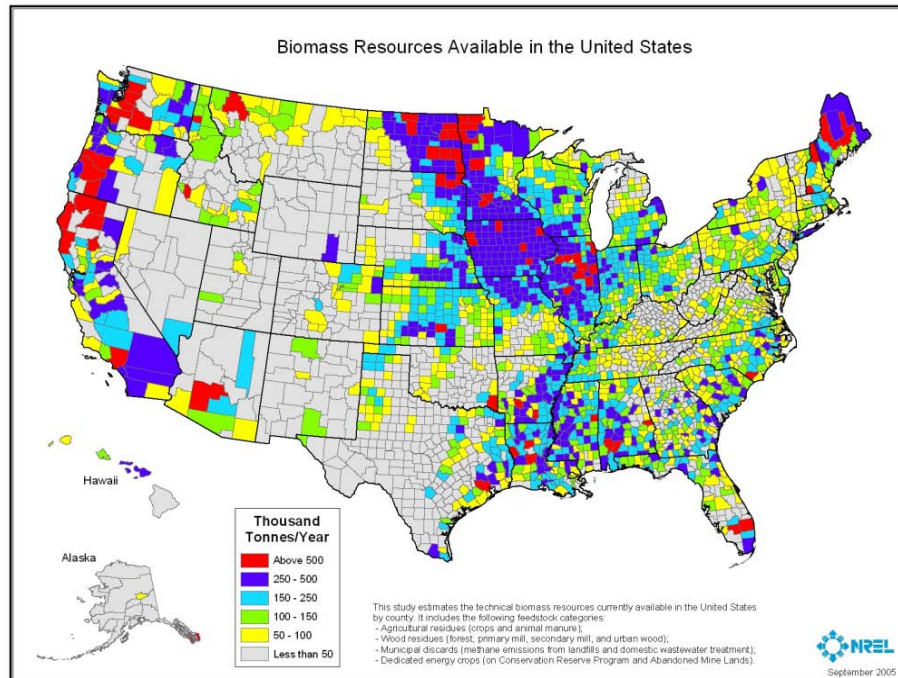 Biomass Resources Available in the United States
Hawaii
Alaska
Thousand
Tonnes/Year
Above 500
250 - 500
150 - 250
100 - 150
50 - 100
Less than 50
This study estimates the technical biomass resources currently available in the United States
by county. It includes the following feedstock categories:
- Agricultural residues (crops and animal manure);
- Wood residues (forest, primary mill, secondary mill, and urban wood);
- Municipal discards (methane emissions from landfills and domestic wastewater treatment);
- Dedicated energy crops (on Conservation Reserve Program and Abandoned Mine Lands).
NREL
September 2005